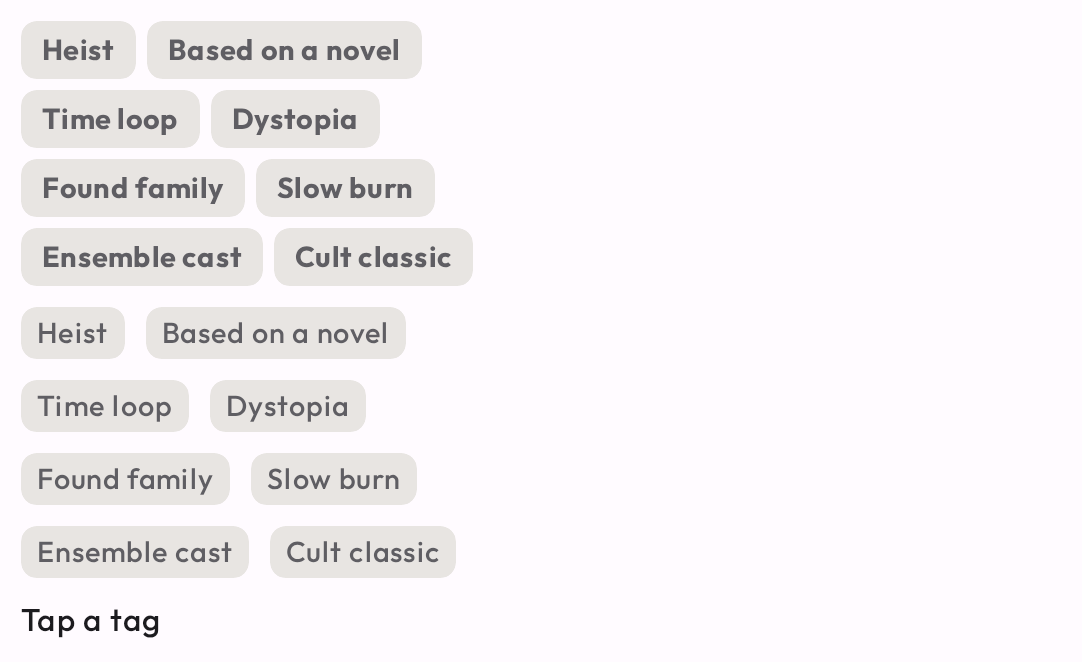 Heist Based on a novel
Time loop Dystopia
Found family Slow burn
Ensemble cast Cult classic
Heist Based on a novel
Time loop Dystopia
Found family Slow burn
Ensemble cast Cult classic
Tap a tag